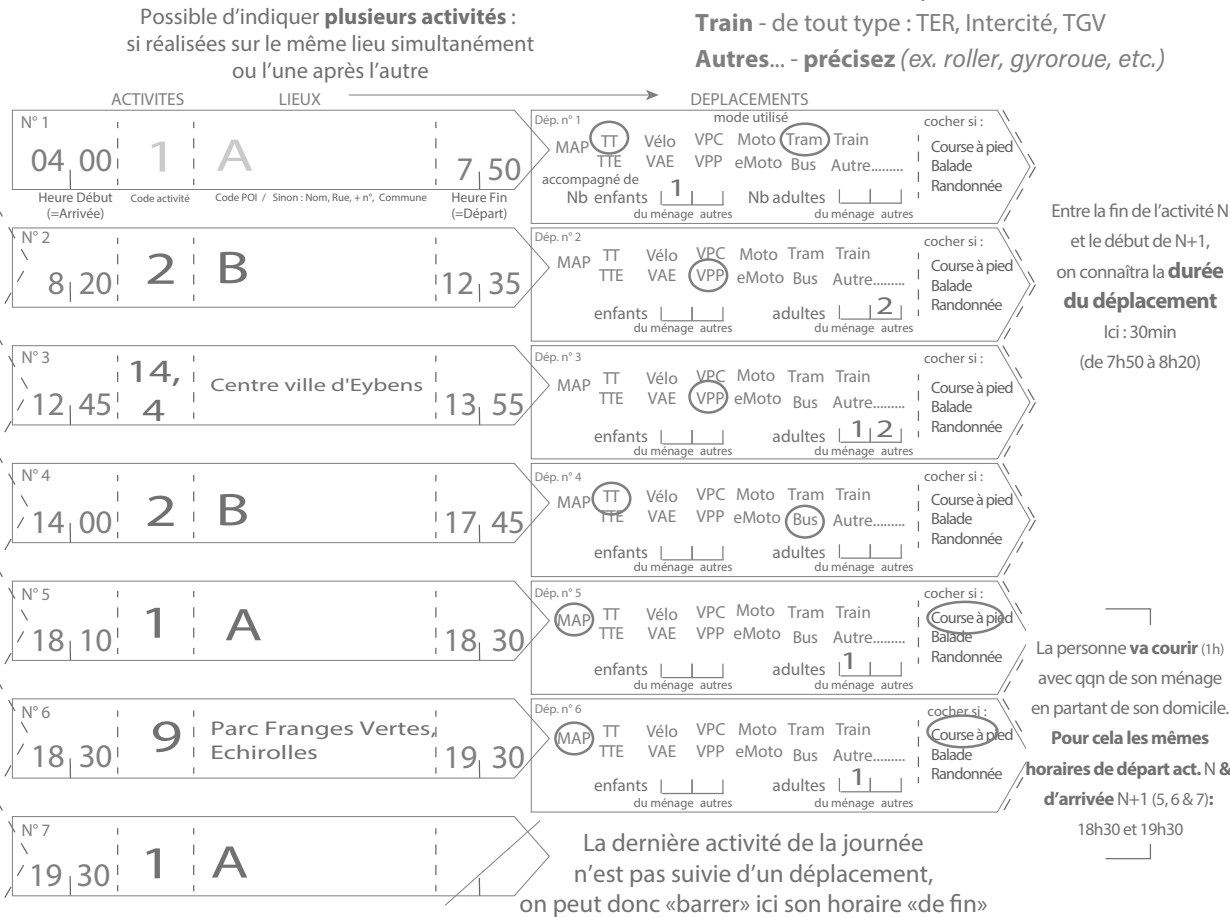 Possible d'indiquer plusieurs activités :
si réalisées sur le même lieu simultanément
ou l'une après l'autre
Train - de tout type : TER, Intercité, TGV
Autres... - précisez (ex. roller, gyroroue, etc.)
ACTIVITES LIEUX DEPLACEMENTS
N° 1
04 00 1 A 7 50
Heure Début
(=Arrivée)
Code activité
Code POI / Sinon : Nom, Rue, + n°, Commune
Heure Fin
(=Départ)
Dép. n° 1
mode utilisé
MAP TT Vélo VPC Moto Tram Train
TTE VAE VPP eMoto Bus Autre.........
accompagné de
Nb enfants 1 Nb adultes
du ménage autres du ménage autres
cocher si :
Course à pied
Balade
Randonnée
N° 2
8 20 2 B 12 35
Dép. n° 2
MAP TT Vélo VPC Moto Tram Train
TTE VAE VPP eMoto Bus Autre.........
enfants adultes 2
du ménage autres du ménage autres
cocher si :
Course à pied
Balade
Randonnée
N° 3
12 45 14, 4 Centre ville d'Eybens 13 55
Dép. n° 3
MAP TT Vélo VPC Moto Tram Train
TTE VAE VPP eMoto Bus Autre.........
enfants adultes 1 2
du ménage autres du ménage autres
cocher si :
Course à pied
Balade
Randonnée
N° 4
14 00 2 B 17 45
Dép. n° 4
MAP TT Vélo VPC Moto Tram Train
TTE VAE VPP eMoto Bus Autre.........
enfants adultes
du ménage autres du ménage autres
cocher si :
Course à pied
Balade
Randonnée
N° 5
18 10 1 A 18 30
Dép. n° 5
MAP TT Vélo VPC Moto Tram Train
TTE VAE VPP eMoto Bus Autre.........
enfants adultes 1
du ménage autres du ménage autres
cocher si :
Course à pied
Balade
Randonnée
N° 6
18 30 9 Parc Franges Vertes,
Echirolles 19 30
Dép. n° 6
MAP TT Vélo VPC Moto Tram Train
TTE VAE VPP eMoto Bus Autre.........
enfants adultes 1
du ménage autres du ménage autres
cocher si :
Course à pied
Balade
Randonnée
N° 7
19 30 1 A
La dernière activité de la journée
n'est pas suivie d'un déplacement,
on peut donc «barrer» ici son horaire «de fin»
Entre la fin de l'activité N
et le début de N+1,
on connaîtra la durée
du déplacement
Ici : 30min
(de 7h50 à 8h20)
La personne va courir (1h)
avec qqn de son ménage
en partant de son domicile.
Pour cela les mêmes
horaires de départ act. N &
d'arrivée N+1 (5, 6 & 7):
18h30 et 19h30